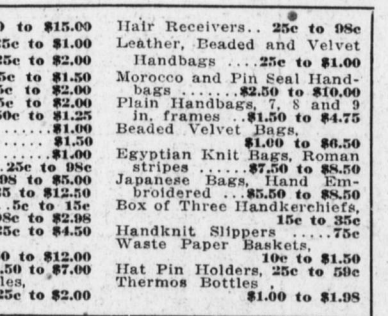 to $15.00
25c to $1.00
25c to $2.00
5c to $1.50
5c to $2.00
5c to $2.00
50c to $1.25
......$1.00
......$1.50
......$1.00
..25c to 98c
98 to $5.00
5 to $12.50
..5c to 15c
98c to $2.98
25c to $4.50
0 to $12.00
.50 to $7.00
les,
25c to $2.00
Hair Receivers.. 25c to 98c
Leather, Beaded and Velvet
Handbags ....25c to $1.00
Morocco and Pin Seal Hand-
bags .......$2.50 to $10.00
Plain Handbags, 7, 8 and 9
in. frames ..$1.50 to $4.75
Beaded Velvet Bags,
$1.00 to $6.50
Egyptian Knit Bags, Roman
stripes ......$7.50 to $8.50
Japanese Bags, Hand Em-
broidered ...$5.50 to $8.50
Box of Three Handkerchiefs,
15c to 35c
Handknit Slippers .....75c
Waste Paper Baskets,
10c to $1.50
Hat Pin Holders, 25c to 59c
Thermos Bottles ,
$1.00 to $1.98